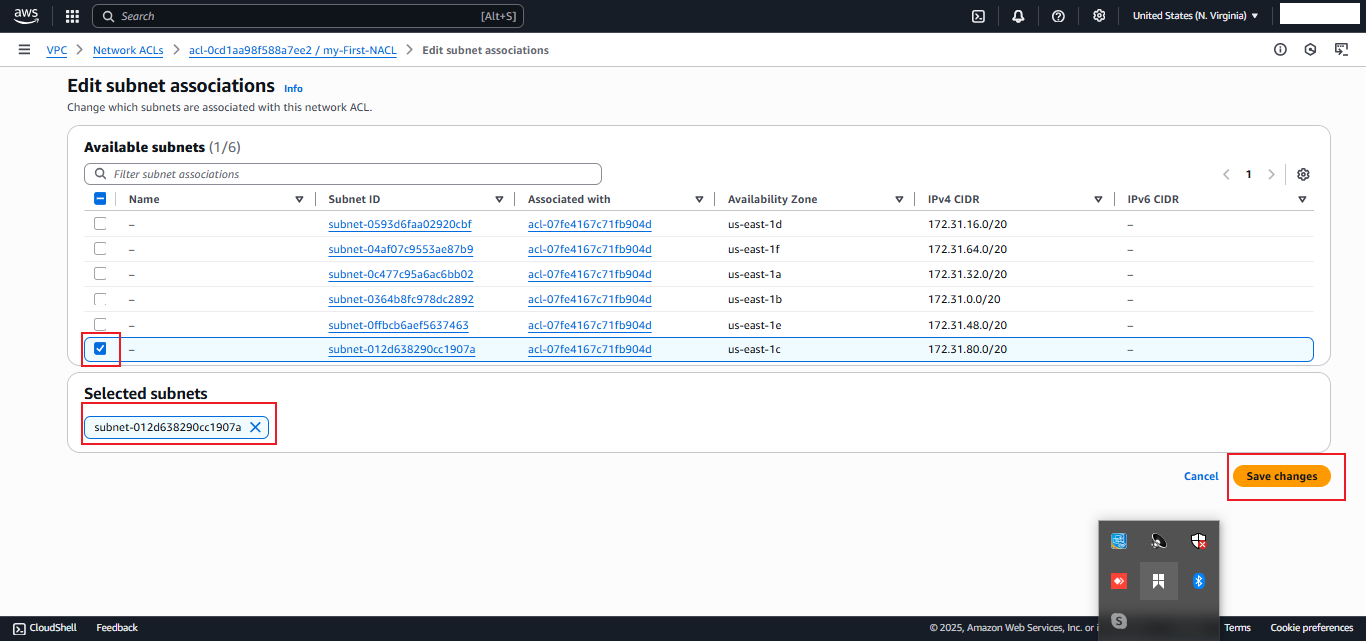 aws Search [Alt+S] United States (N. Virginia)
VPC > Network ACLs > acl-0cd1aa98f588a7ee2 / my-First-NACL > Edit subnet associations
Edit subnet associations Info
Change which subnets are associated with this network ACL.
Available subnets (1/6)
Filter subnet associations 1
Name Subnet ID Associated with Availability Zone IPv4 CIDR IPv6 CIDR
– subnet-0593d6faa02920cbf acl-07fe4167c71fb904d us-east-1d 172.31.16.0/20 –
– subnet-04af07c9553ae87b9 acl-07fe4167c71fb904d us-east-1f 172.31.64.0/20 –
– subnet-0c477c95a6ac6bb02 acl-07fe4167c71fb904d us-east-1a 172.31.32.0/20 –
– subnet-0364b8fc978dc2892 acl-07fe4167c71fb904d us-east-1b 172.31.0.0/20 –
– subnet-0ffbcb6aef5637463 acl-07fe4167c71fb904d us-east-1e 172.31.48.0/20 –
– subnet-012d638290cc1907a acl-07fe4167c71fb904d us-east-1c 172.31.80.0/20 –
Selected subnets
subnet-012d638290cc1907a
Cancel Save changes
CloudShell Feedback © 2025, Amazon Web Services, Inc. or i Terms Cookie preferences